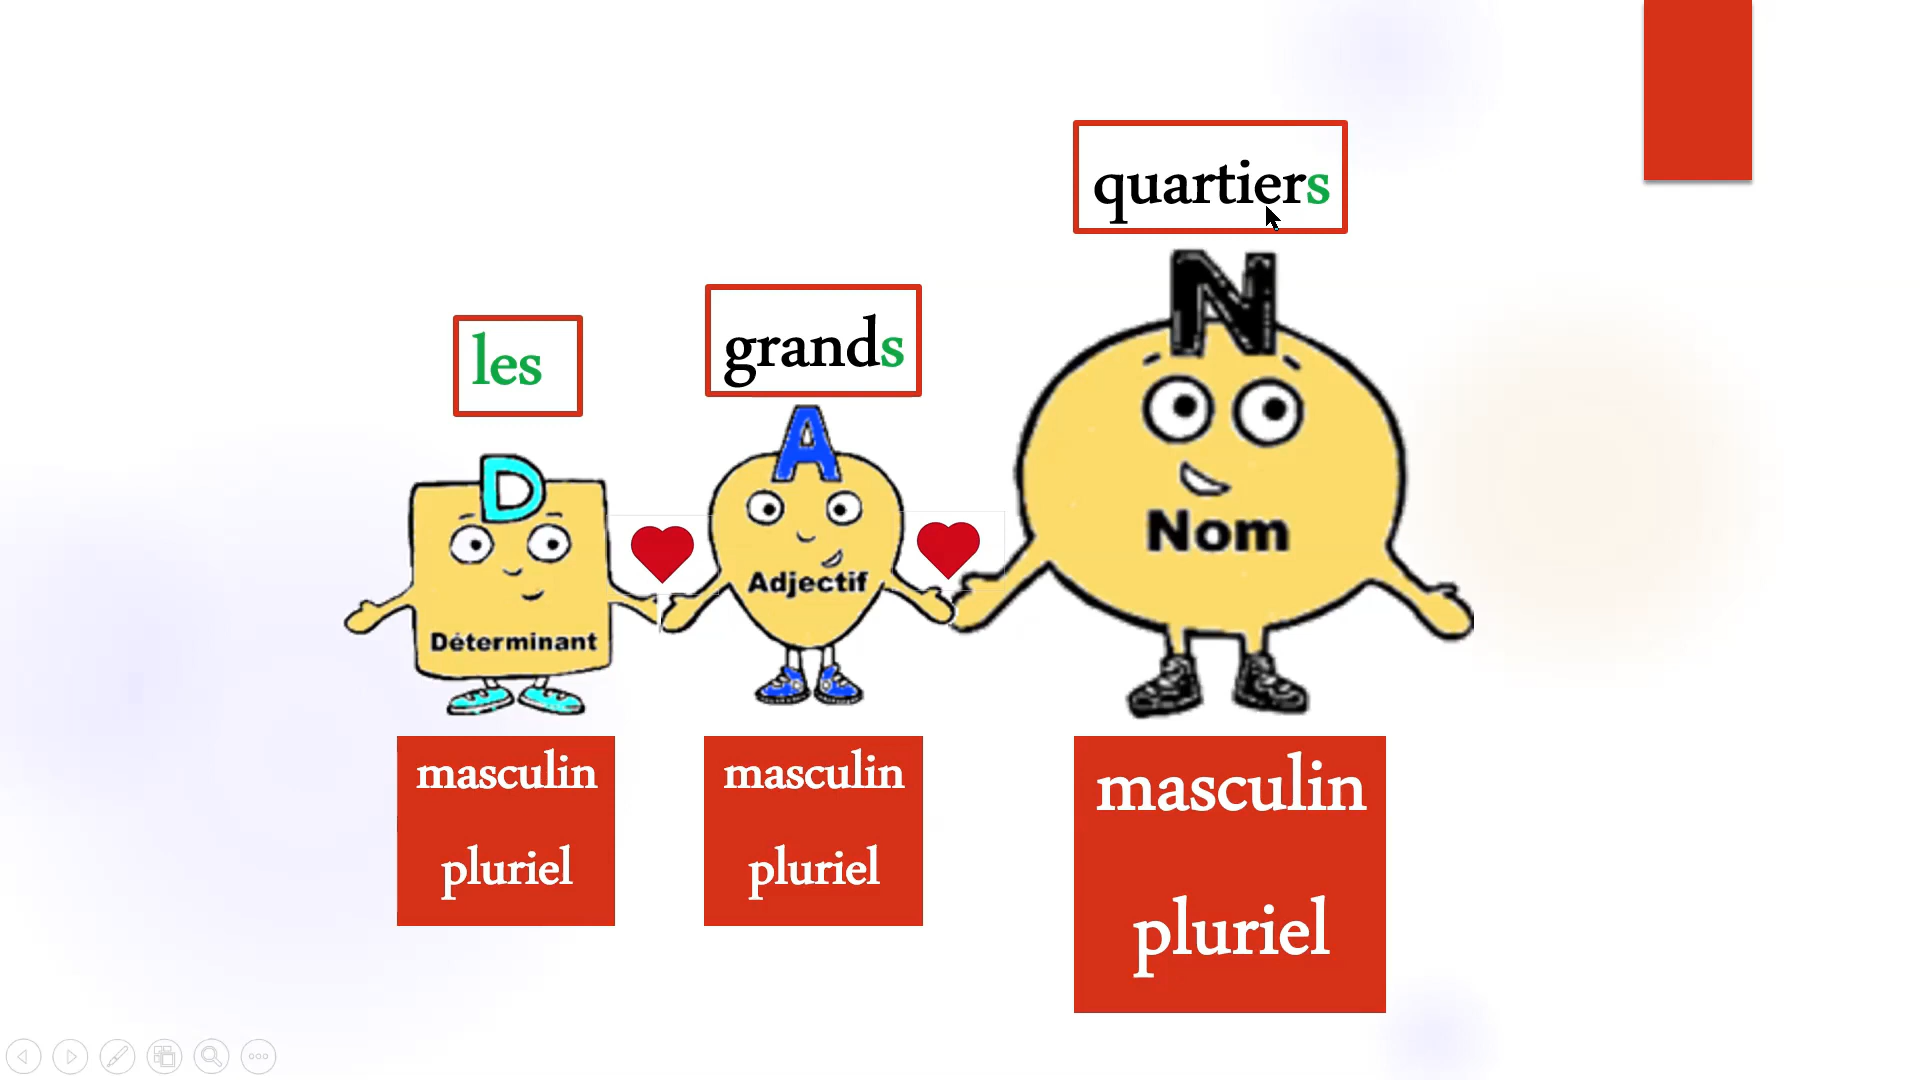 quartiers
les
grands
N
D
A
Déterminant
Adjectif
Nom
masculin
pluriel
masculin
pluriel
masculin
pluriel